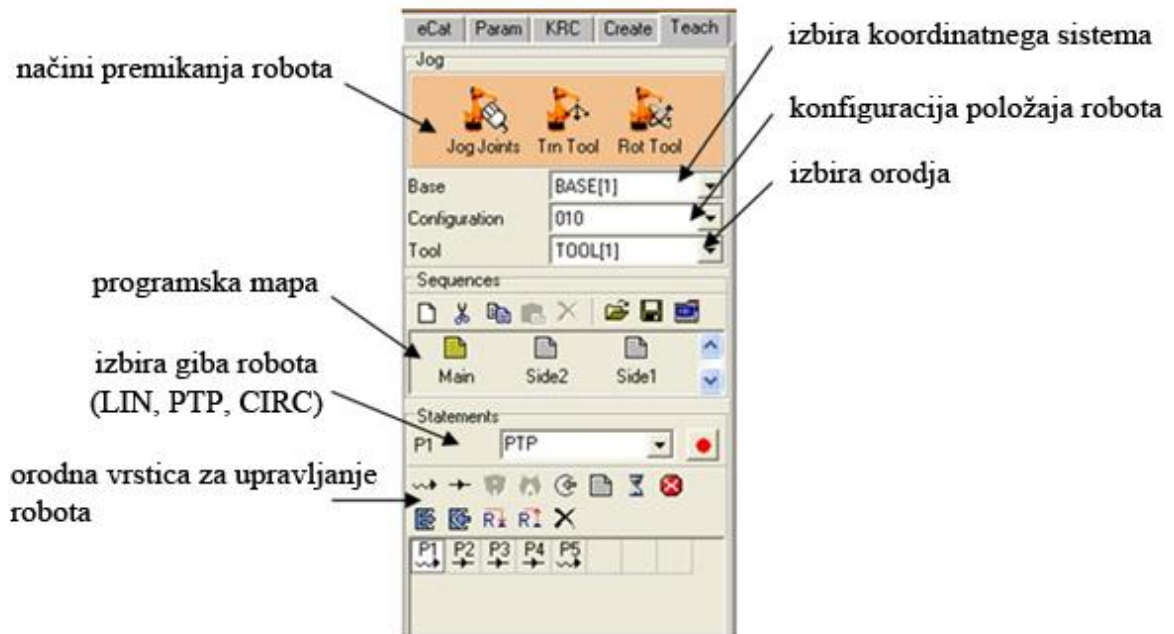 eCat Param KRC Create Teach
Jog
Jog Joints Trn Tool Rot Tool
Base BASE[1]
Configuration 010
Tool TOOL[1]
Sequences
Main Side2 Side1
Statements
P1 PTP
P1 P2 P3 P4 P5
načini premikanja robota
programska mapa
izbira giba robota
(LIN, PTP, CIRC)
orodna vrstica za upravljanje
robota
izbira koordinatnega sistema
konfiguracija položaja robota
izbira orodja